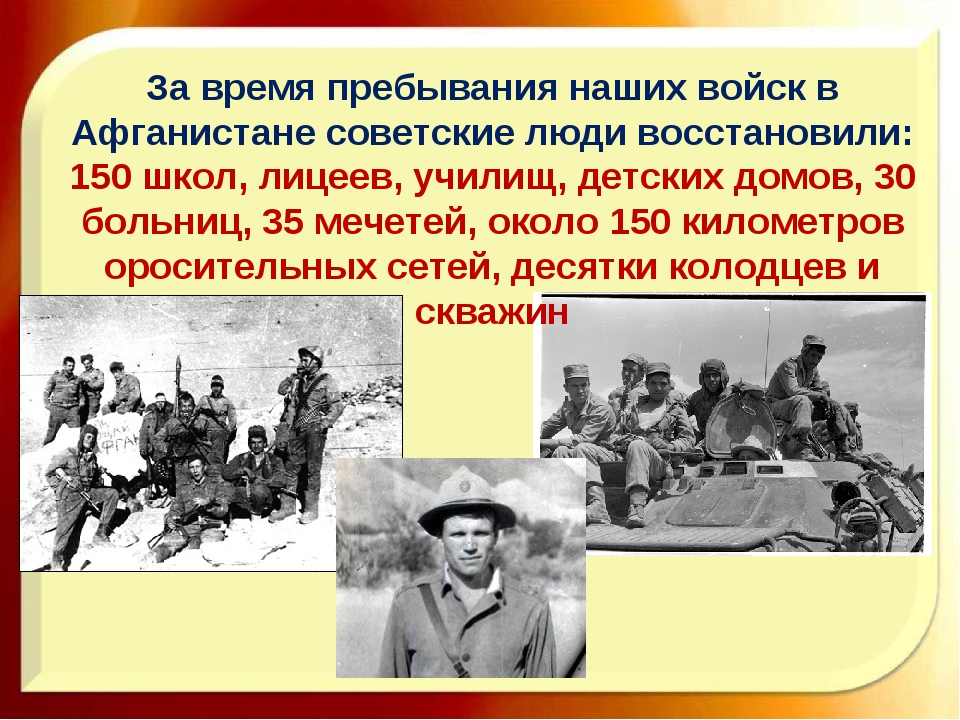 За время пребывания наших войск в
Афганистане советские люди восстановили:
150 школ, лицеев, училищ, детских домов, 30
больниц, 35 мечетей, около 150 километров
оросительных сетей, десятки колодцев и
скважин